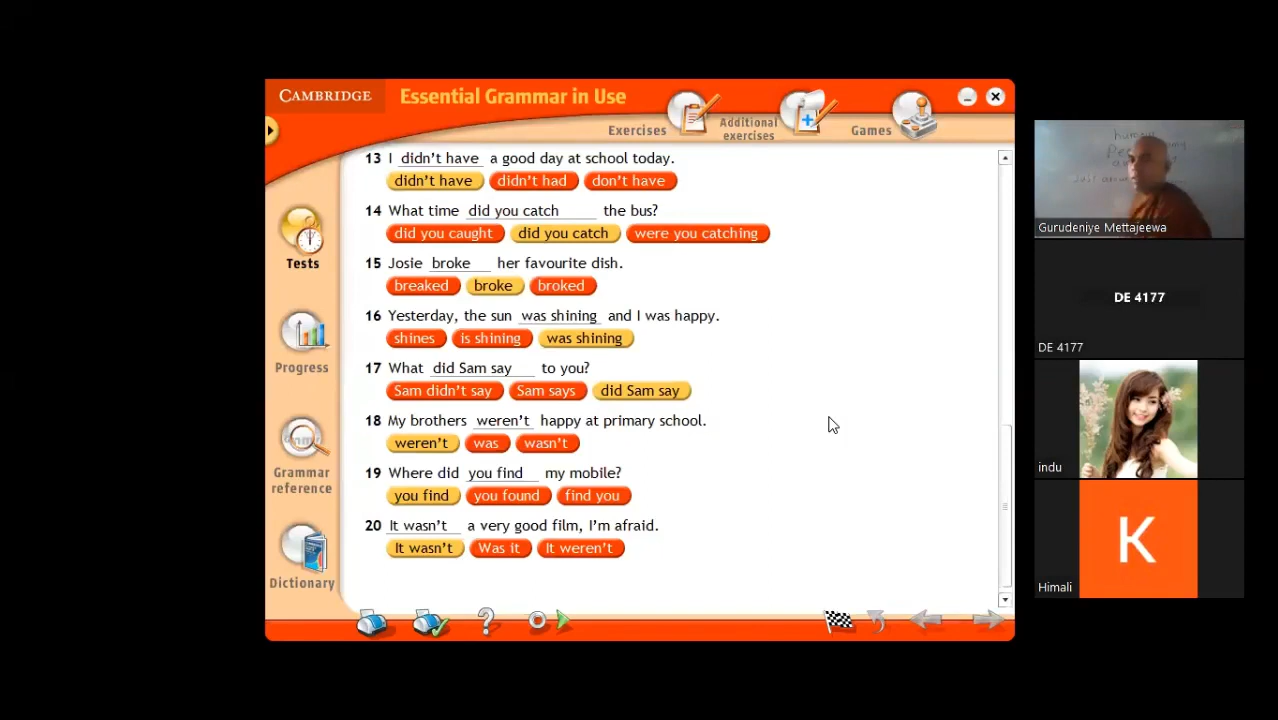 CAMBRIDGE
Essential Grammar in Use
Exercises
Additional
exercises
Games
13 I didn't have a good day at school today.
didn't have didn't had don't have
14 What time did you catch the bus?
did you caught did you catch were you catching
15 Josie broke her favourite dish.
breaked broke broked
16 Yesterday, the sun was shining and I was happy.
shines is shining was shining
17 What did Sam say to you?
Sam didn't say Sam says did Sam say
18 My brothers weren't happy at primary school.
weren't was wasn't
19 Where did you find my mobile?
you find you found find you
20 It wasn't a very good film, I'm afraid.
It wasn't Was it It weren't
Tests
Progress
Grammar
reference
Dictionary
Gurudeniye Mettajeewa
DE 4177
DE 4177
indu
K
Himali